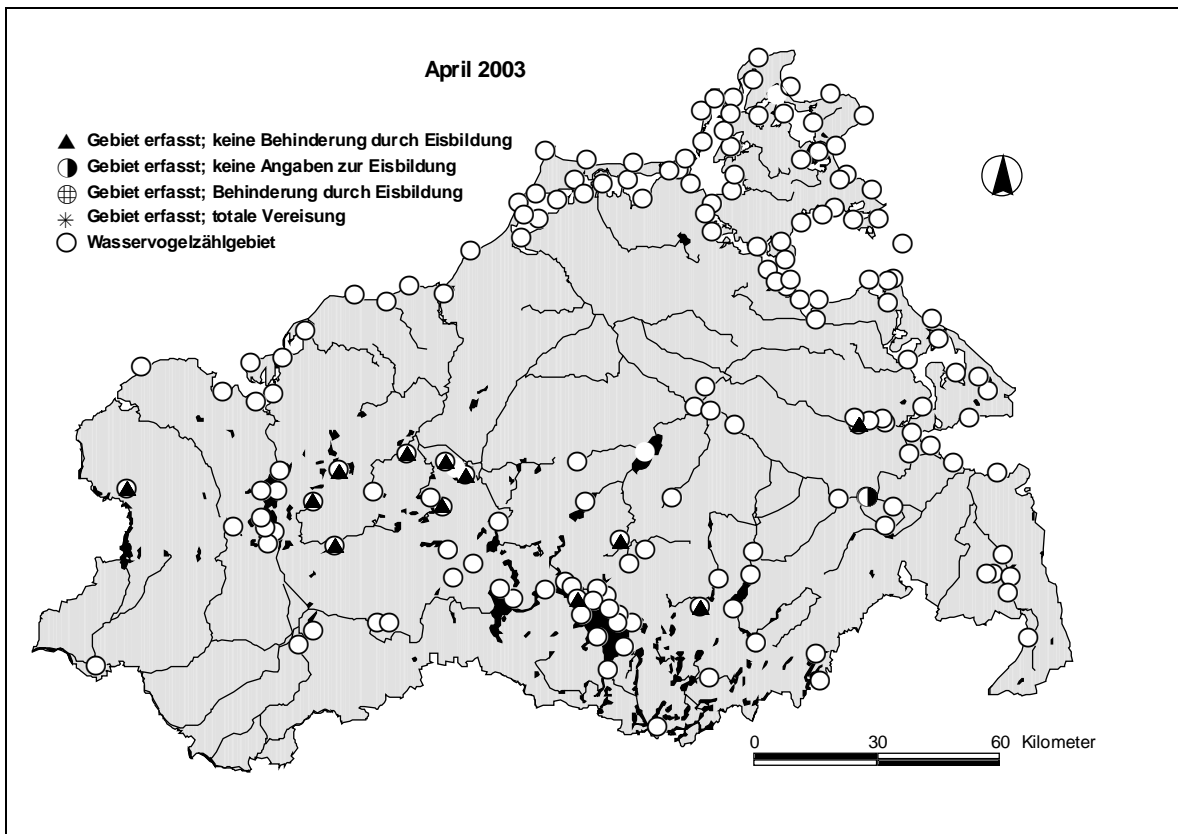 April 2003
Gebiet erfasst; keine Behinderung durch Eisbildung
Gebiet erfasst; keine Angaben zur Eisbildung
Gebiet erfasst; Behinderung durch Eisbildung
Gebiet erfasst; totale Vereisung
Wasservogelzählgebiet
0 30 60 Kilometer